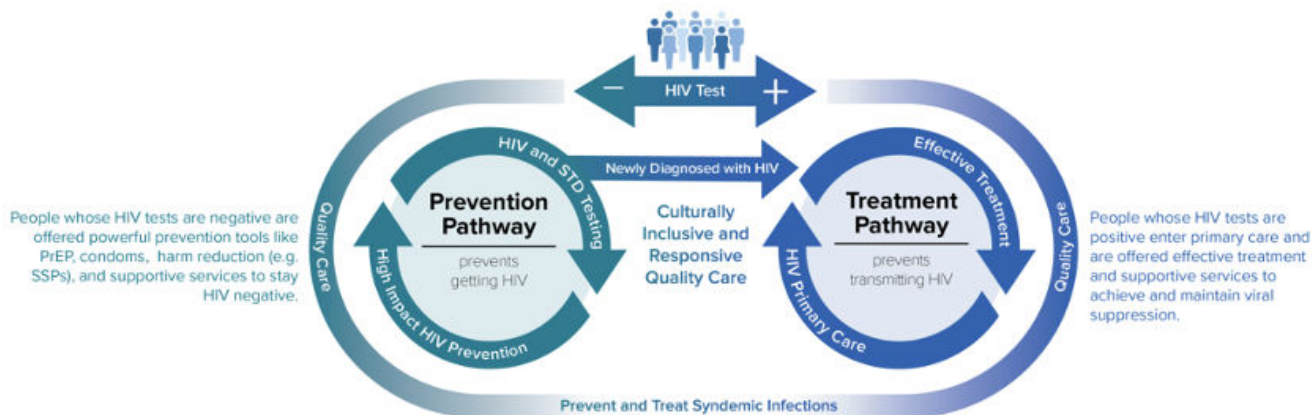 − HIV Test +
HIV and STD Testing
Newly Diagnosed with HIV
Effective Treatment
Prevention
Pathway
prevents
getting HIV
High Impact HIV Prevention
Culturally
Inclusive and
Responsive
Quality Care
Treatment
Pathway
prevents
transmitting HIV
HIV Primary Care
Quality Care
People whose HIV tests are negative are
offered powerful prevention tools like
PrEP, condoms, harm reduction (e.g.
SSPs), and supportive services to stay
HIV negative.
Quality Care
People whose HIV tests are
positive enter primary care and
are offered effective treatment
and supportive services to
achieve and maintain viral
suppression.
Prevent and Treat Syndemic Infections